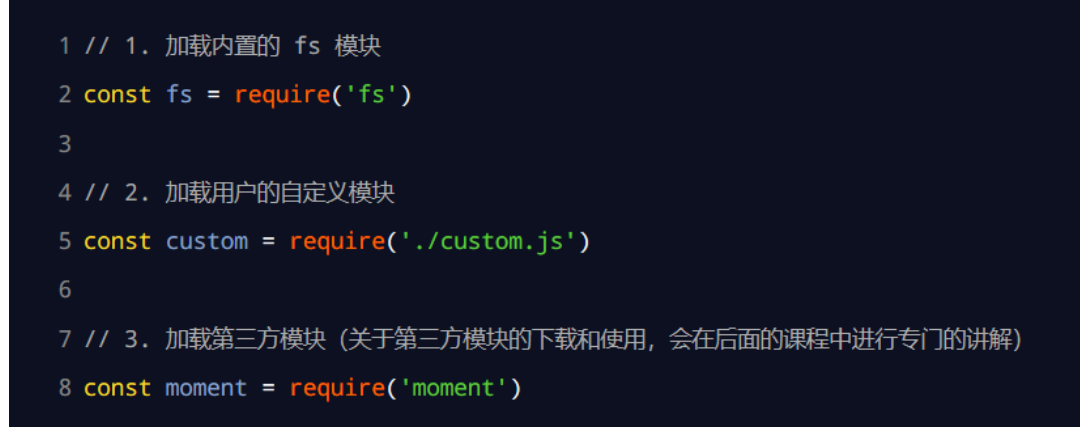 1 // 1. 加载内置的 fs 模块
2 const fs = require('fs')
3
4 // 2. 加载用户的自定义模块
5 const custom = require('./custom.js')
6
7 // 3. 加载第三方模块（关于第三方模块的下载和使用，会在后面的课程中进行专门的讲解）
8 const moment = require('moment')